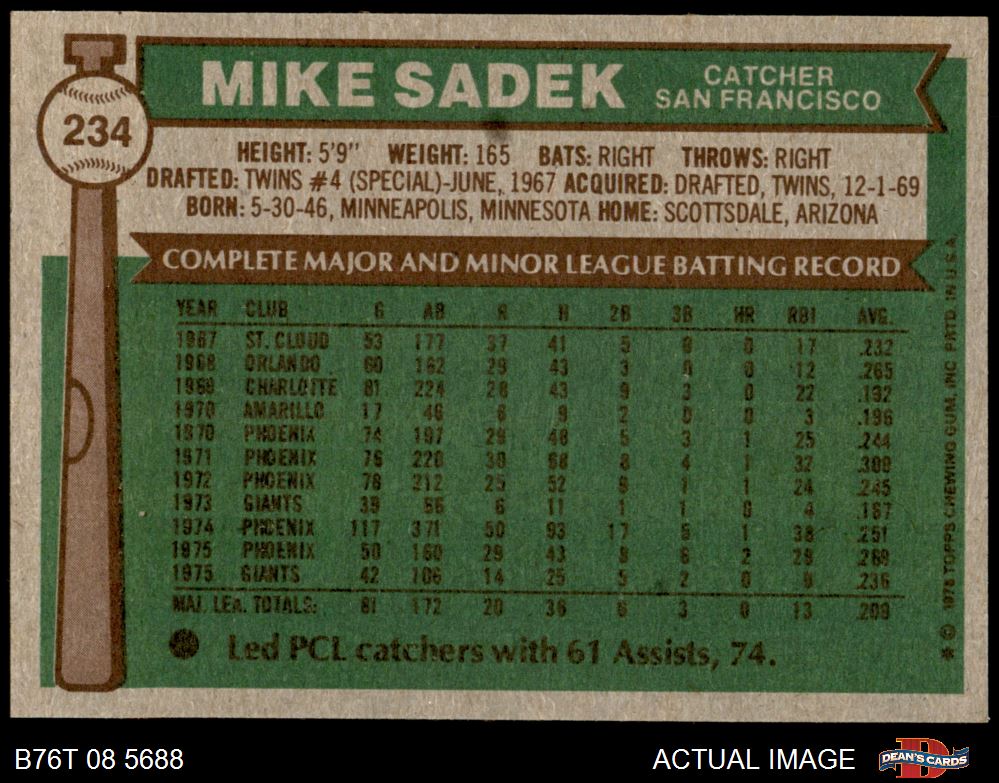 MIKE SADEK
CATCHER
SAN FRANCISCO
234
HEIGHT: 5'9" WEIGHT: 165 BATS: RIGHT THROWS: RIGHT
DRAFTED: TWINS #4 (SPECIAL)-JUNE, 1967 ACQUIRED: DRAFTED, TWINS, 12-1-69
BORN: 5-30-46, MINNEAPOLIS, MINNESOTA HOME: SCOTTSDALE, ARIZONA
COMPLETE MAJOR AND MINOR LEAGUE BATTING RECORD
YEAR CLUB G AB R H 2B 3B HR RBI AVG.
1967 ST. CLOUD 53 177 37 41 5 0 0 17 .232
1968 ORLANDO 60 162 29 43 3 0 0 12 .265
1969 CHARLOTTE 81 224 28 43 9 3 0 22 .192
1970 AMARILLO 17 46 6 9 2 0 0 3 .196
1970 PHOENIX 74 197 29 48 5 3 1 25 .244
1971 PHOENIX 76 220 30 68 8 4 1 32 .309
1972 PHOENIX 78 212 25 52 9 1 1 24 .245
1973 GIANTS 39 66 6 11 1 1 0 4 .167
1974 PHOENIX 117 371 50 93 17 1 38 .251
1975 PHOENIX 50 160 29 43 9 6 2 29 .269
1975 GIANTS 42 106 14 25 5 2 0 9 .236
MAJ. LEA. TOTALS: 81 172 20 36 6 3 0 13 .209
Led PCL catchers with 61 Assists, 74.
* © 1976 TOPPS CHEWING GUM, INC. PRTD. IN U.S.A.
B76T 08 5688
ACTUAL IMAGE
DEAN'S CARDS